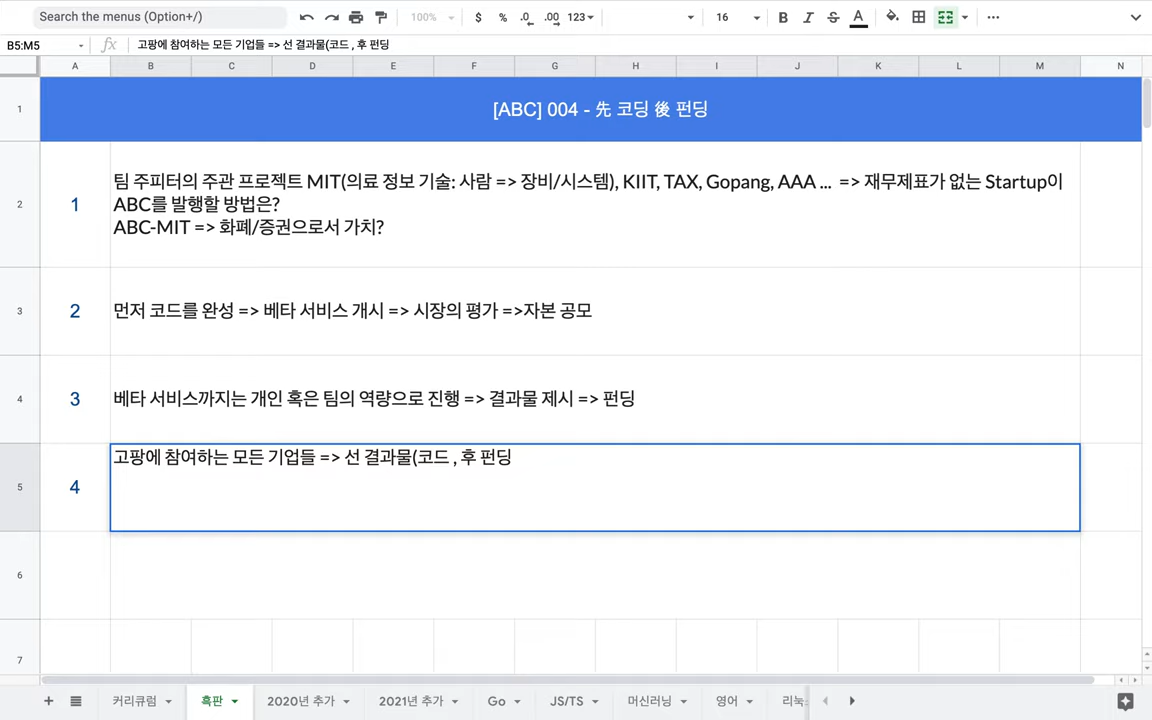 Search the menus (Option+/)
100%
$ % .0 .00 123
16
B I S A
B5:M5
fx
고팡에 참여하는 모든 기업들 => 선 결과물(코드 , 후 펀딩
A B C D E F G H I J K L M N
1
[ABC] 004 - 先 코딩 後 펀딩
2
1
팀 주피터의 주관 프로젝트 MIT(의료 정보 기술: 사람 => 장비/시스템), KIIT, TAX, Gopang, AAA ... => 재무제표가 없는 Startup이
ABC를 발행할 방법은?
ABC-MIT => 화폐/증권으로서 가치?
3
2
먼저 코드를 완성 => 베타 서비스 개시 => 시장의 평가 =>자본 공모
4
3
베타 서비스까지는 개인 혹은 팀의 역량으로 진행 => 결과물 제시 => 펀딩
5
4
고팡에 참여하는 모든 기업들 => 선 결과물(코드 , 후 펀딩
6
7
커리큘럼 흑판 2020년 추가 2021년 추가 Go JS/TS 머신러닝 영어 리눅